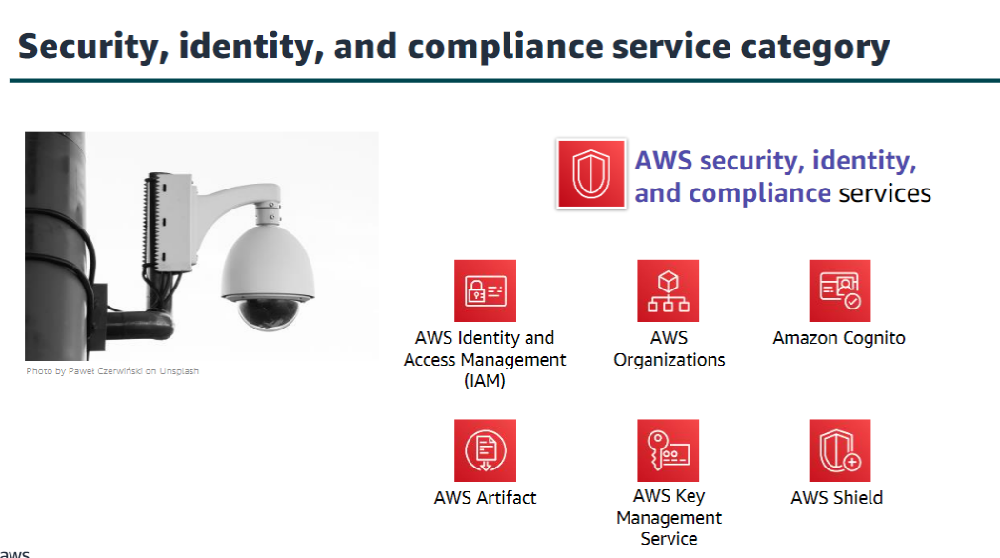 Security, identity, and compliance service category
Photo by Paweł Czerwiński on Unsplash
AWS security, identity,
and compliance services
AWS Identity and
Access Management
(IAM)
AWS
Organizations
Amazon Cognito
AWS Artifact
AWS Key
Management
Service
AWS Shield
aws